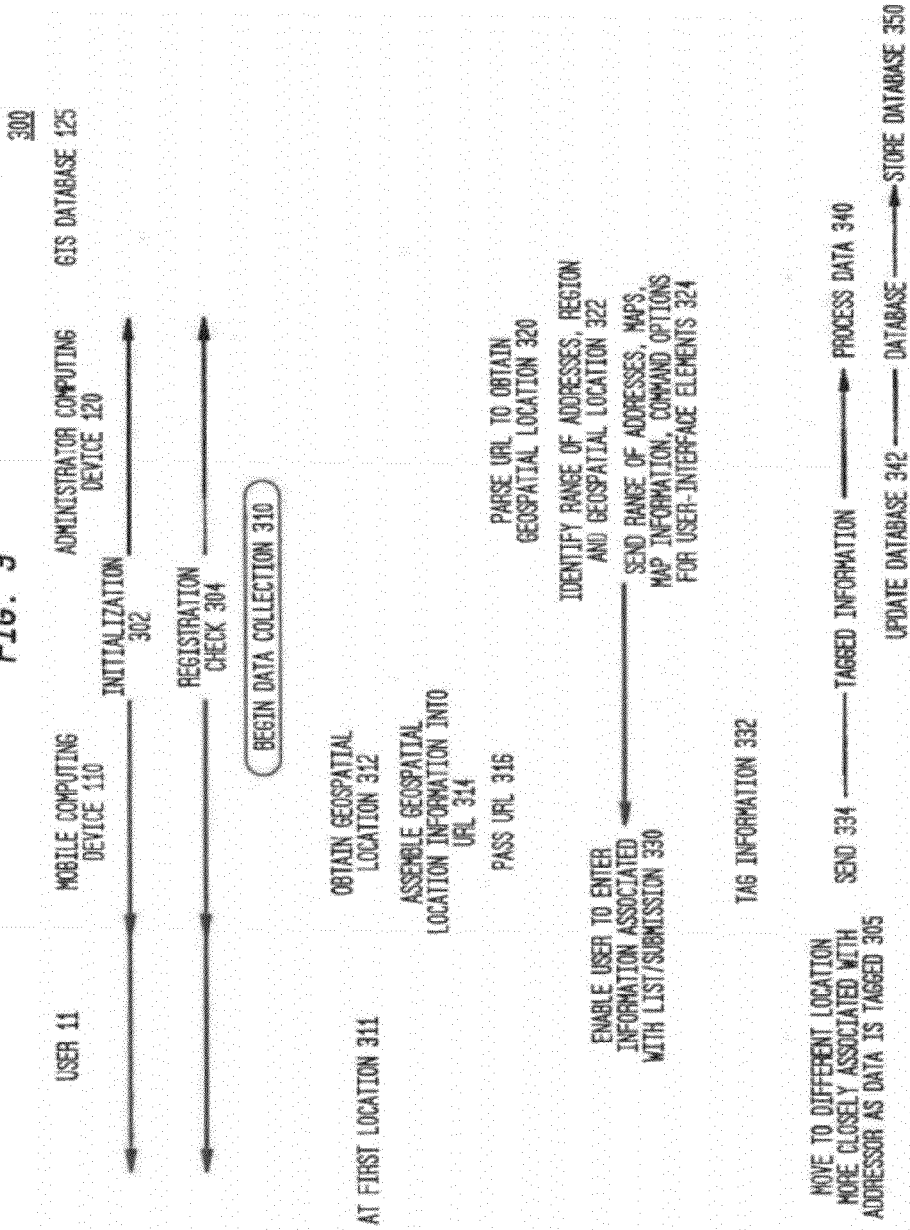 FIG. 3
300
USER 11
MOBILE COMPUTING
DEVICE 110
ADMINISTRATOR COMPUTING
DEVICE 120
GIS DATABASE 125
INITIALIZATION
302
REGISTRATION
CHECK 304
BEGIN DATA COLLECTION 310
AT FIRST LOCATION 311
OBTAIN GEOSPATIAL
LOCATION 312
ASSEMBLE GEOSPATIAL
LOCATION INFORMATION INTO
URL 314
PASS URL 316
PARSE URL TO OBTAIN
GEOSPATIAL LOCATION 320
IDENTIFY RANGE OF ADDRESSES, REGION
AND GEOSPATIAL LOCATION 322
SEND RANGE OF ADDRESSES, MAPS,
MAP INFORMATION, COMMAND OPTIONS
FOR USER-INTERFACE ELEMENTS 324
ENABLE USER TO ENTER
INFORMATION ASSOCIATED
WITH LIST/SUBMISSION 330
TAG INFORMATION 332
MOVE TO DIFFERENT LOCATION
MORE CLOSELY ASSOCIATED WITH
ADDRESSOR AS DATA IS TAGGED 305
SEND 334
TAGGED INFORMATION
PROCESS DATA 340
UPDATE DATABASE 342
DATABASE
STORE DATABASE 350